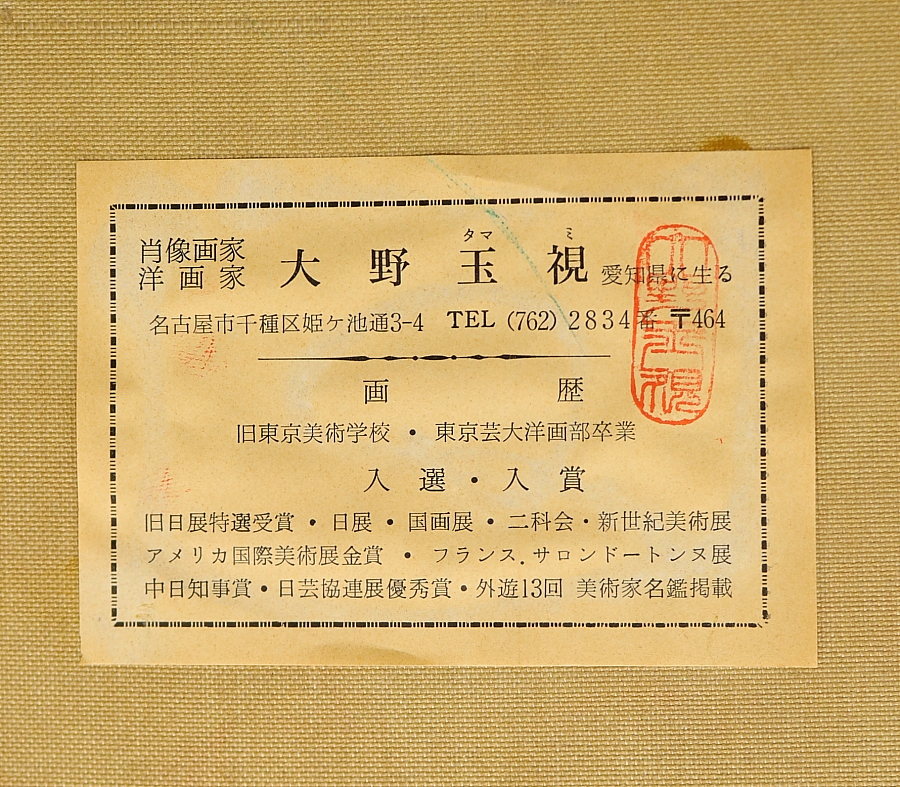 肖像画家
洋画家 大野玉視 愛知県に生る
タマ ミ
名古屋市千種区姫ケ池通3-4 TEL (762) 2834番 〒464
画歴
旧東京美術学校・東京芸大洋画部卒業
入選・入賞
旧日展特選受賞・日展・国画展・二科会・新世紀美術展
アメリカ国際美術展金賞・フランス.サロンドートンヌ展
中日知事賞・日芸協連展優秀賞・外遊13回 美術家名鑑掲載
大野玉視